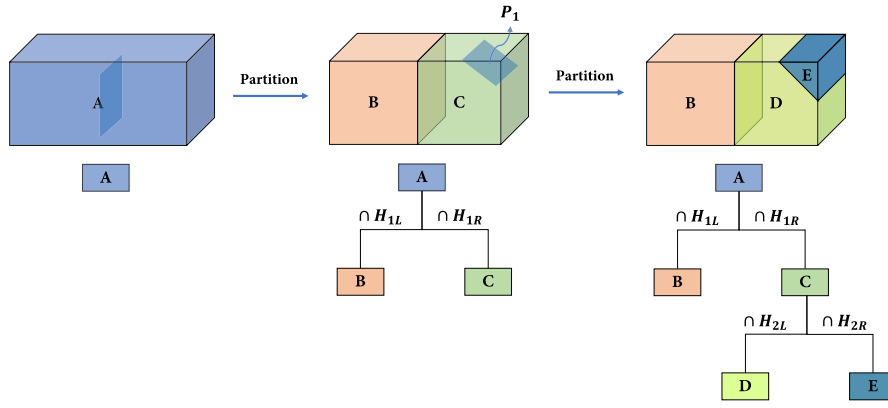 A
A
Partition
P₁
B
C
A
∩ H₁L
∩ H₁R
B
C
Partition
B
D
E
A
∩ H₁L
∩ H₁R
B
C
∩ H₂L
∩ H₂R
D
E